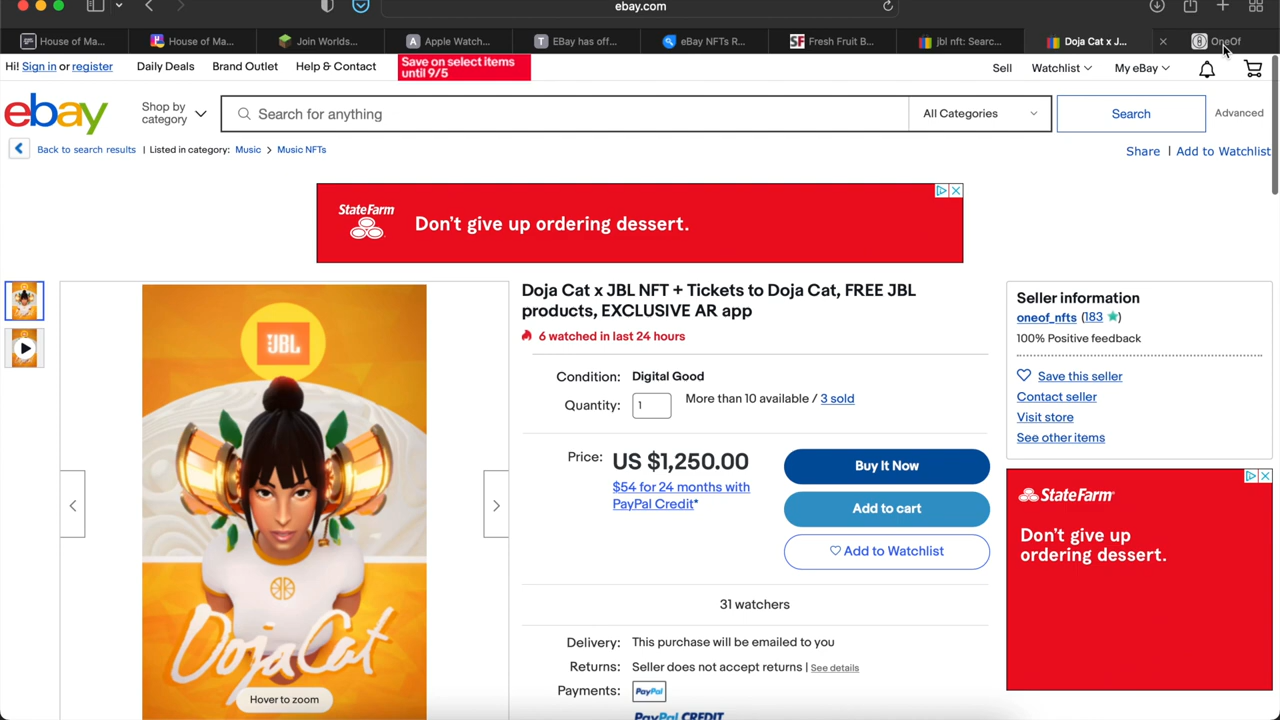 ebay.com
House of Ma...
House of Ma...
Join Worlds...
Apple Watch...
EBay has off...
eBay NFTs R...
Fresh Fruit B...
jbl nft: Searc...
Doja Cat x J...
OneOf
Hi! Sign in or register
Daily Deals
Brand Outlet
Help & Contact
Save on select items
until 9/5
Sell
Watchlist
My eBay
ebay
Shop by
category
Search for anything
All Categories
Search
Advanced
Back to search results | Listed in category: Music > Music NFTs
Share | Add to Watchlist
StateFarm
Don't give up ordering dessert.
JBL
Doja Cat
Hover to zoom
Doja Cat x JBL NFT + Tickets to Doja Cat, FREE JBL
products, EXCLUSIVE AR app
6 watched in last 24 hours
Condition: Digital Good
Quantity: 1 More than 10 available / 3 sold
Price: US $1,250.00
$54 for 24 months with
PayPal Credit*
Buy It Now
Add to cart
Add to Watchlist
31 watchers
Delivery: This purchase will be emailed to you
Returns: Seller does not accept returns | See details
Payments: PayPal
PayPal CREDIT
Seller information
oneof_nfts (183)
100% Positive feedback
Save this seller
Contact seller
Visit store
See other items
StateFarm
Don't give up
ordering dessert.